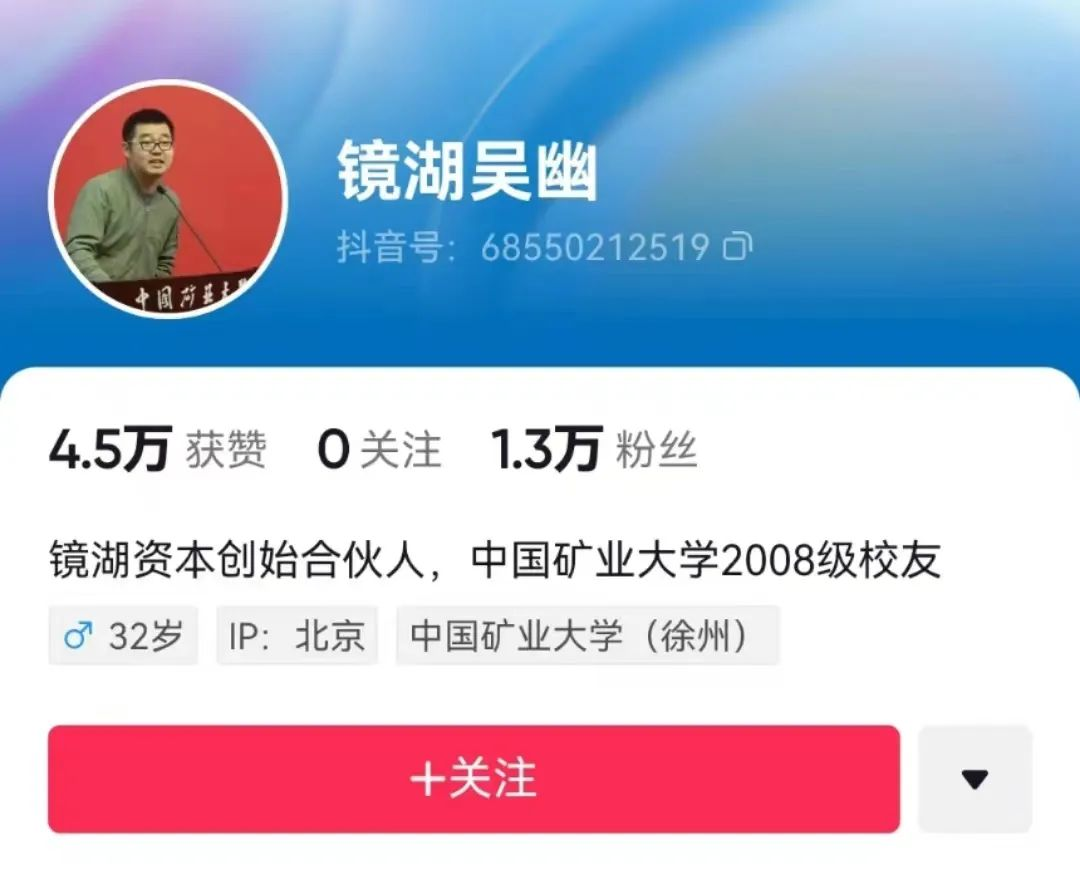 镜湖吴幽
抖音号：68550212519
中国矿业大
4.5万 获赞 0 关注 1.3万 粉丝
镜湖资本创始合伙人，中国矿业大学2008级校友
♂ 32岁 IP：北京 中国矿业大学（徐州）
+关注